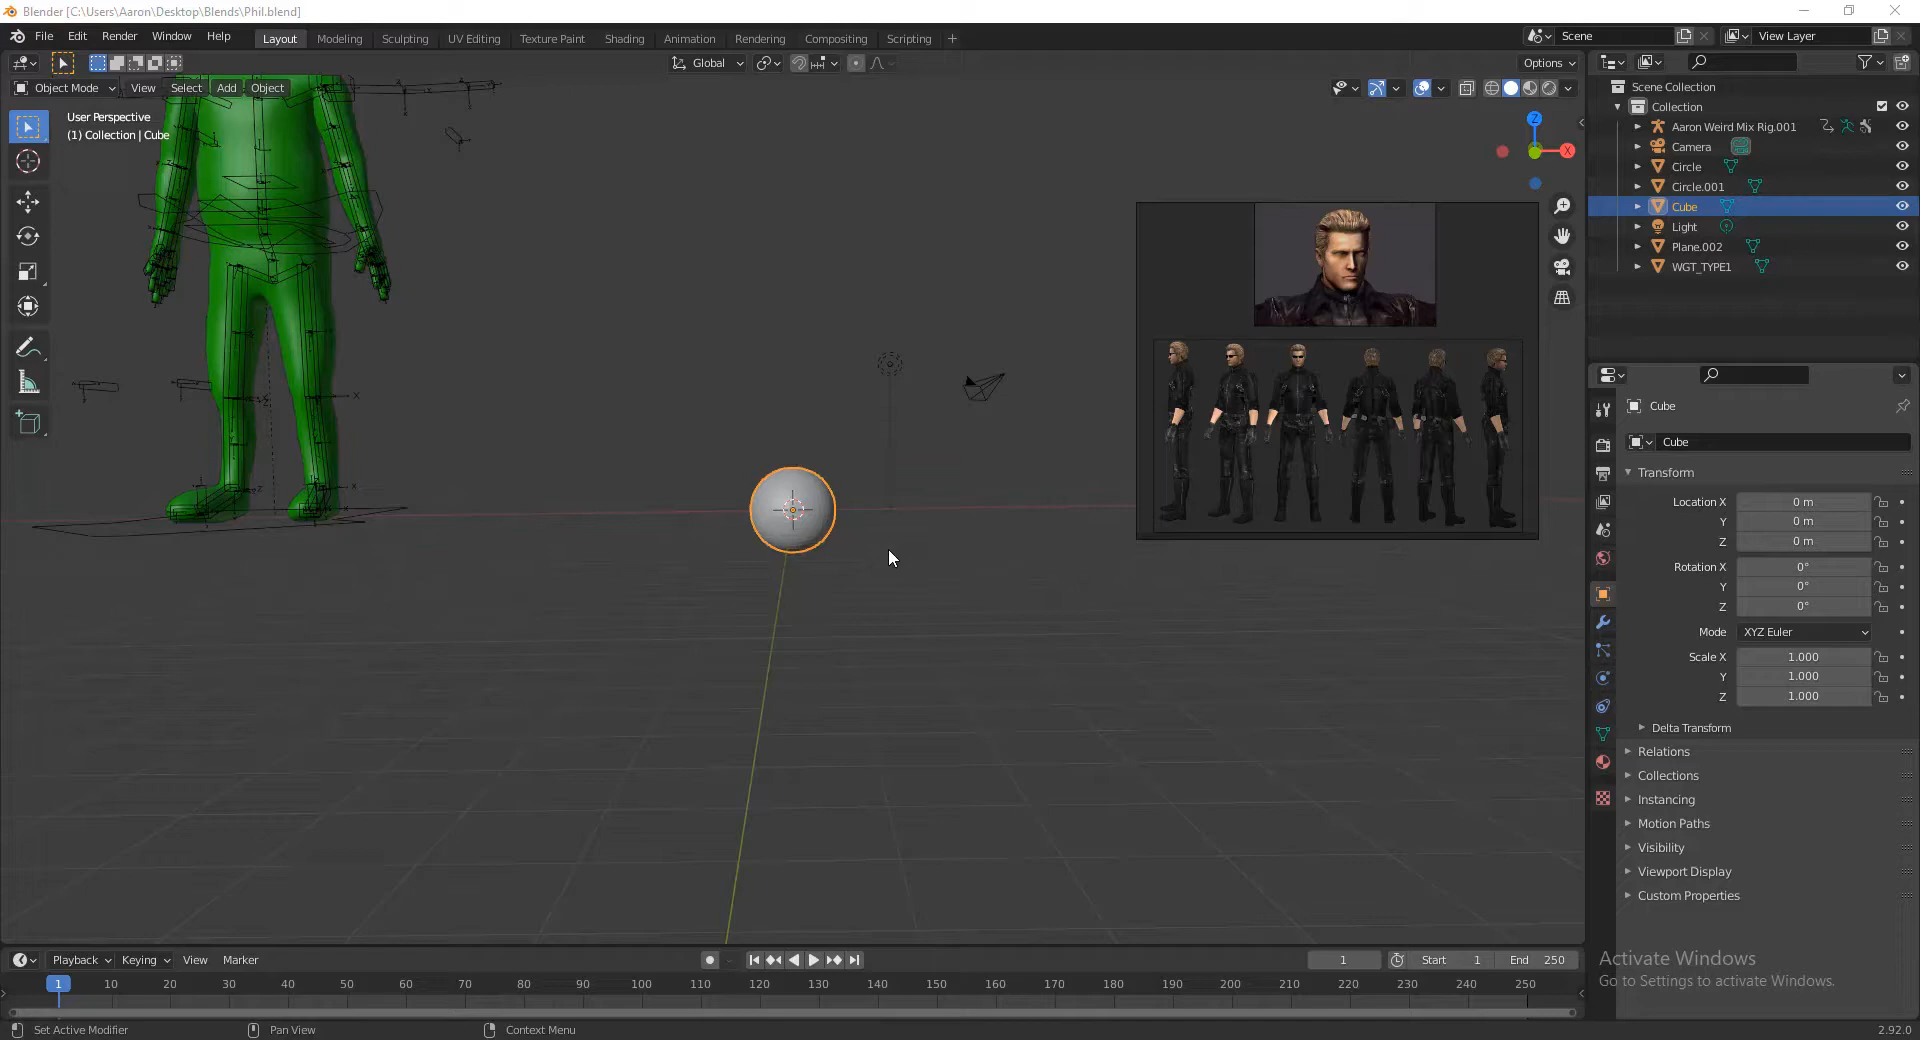 Blender [C:\Users\Aaron\Desktop\Blends\Phil.blend]
File Edit Render Window Help Layout Modeling Sculpting UV Editing Texture Paint Shading Animation Rendering Compositing Scripting + Scene View Layer
Global Options
Object Mode View Select Add Object
User Perspective
(1) Collection | Cube
Z
X
Scene Collection
Collection
Aaron Weird Mix Rig.001
Camera
Circle
Circle.001
Cube
Light
Plane.002
WGT_TYPE1
Cube
Cube
Transform
Location X 0 m
Y 0 m
Z 0 m
Rotation X 0°
Y 0°
Z 0°
Mode XYZ Euler
Scale X 1.000
Y 1.000
Z 1.000
Delta Transform
Relations
Collections
Instancing
Motion Paths
Visibility
Viewport Display
Custom Properties
Activate Windows
Go to Settings to activate Windows.
Playback Keying View Marker 1 Start 1 End 250
1 10 20 30 40 50 60 70 80 90 100 110 120 130 140 150 160 170 180 190 200 210 220 230 240 250
Set Active Modifier Pan View Context Menu 2.92.0